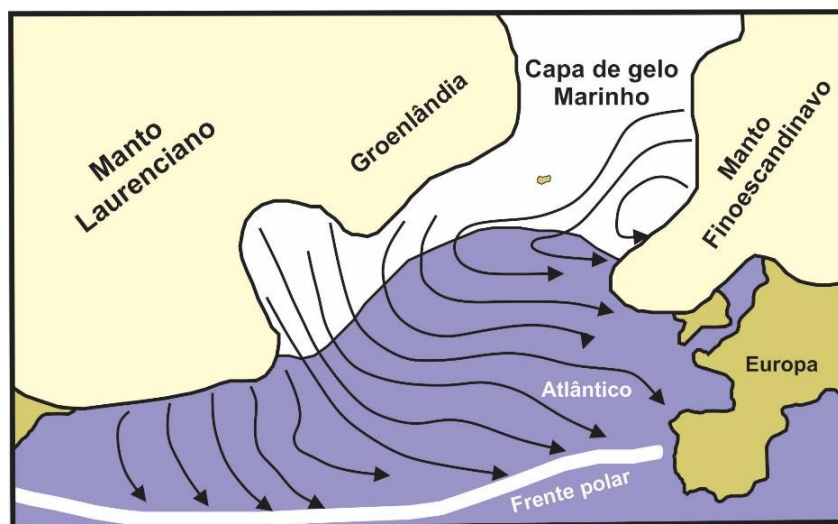 Manto
Laurenciano
Groenlândia
Capa de gelo
Marinho
Manto
Finoescandinavo
Europa
Atlântico
Frente polar